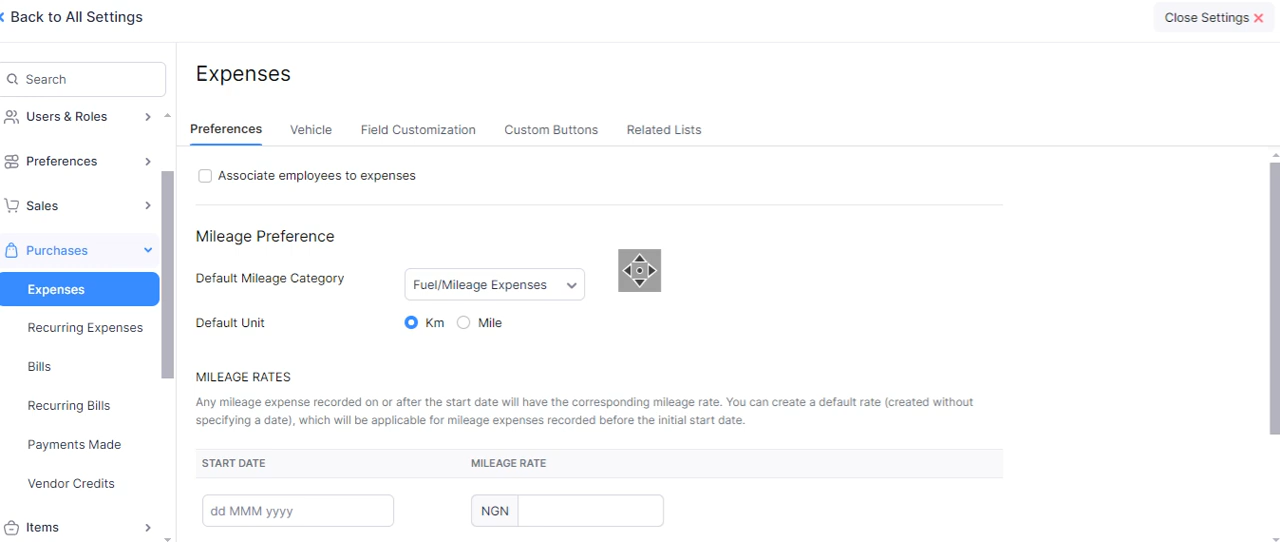 Back to All Settings
Close Settings
Search
Users & Roles
Preferences
Sales
Purchases
Expenses
Recurring Expenses
Bills
Recurring Bills
Payments Made
Vendor Credits
Items
Expenses
Preferences Vehicle Field Customization Custom Buttons Related Lists
Associate employees to expenses
Mileage Preference
Default Mileage Category Fuel/Mileage Expenses
Default Unit Km Mile
MILEAGE RATES
Any mileage expense recorded on or after the start date will have the corresponding mileage rate. You can create a default rate (created without
specifying a date), which will be applicable for mileage expenses recorded before the initial start date.
START DATE MILEAGE RATE
dd MMM yyyy NGN